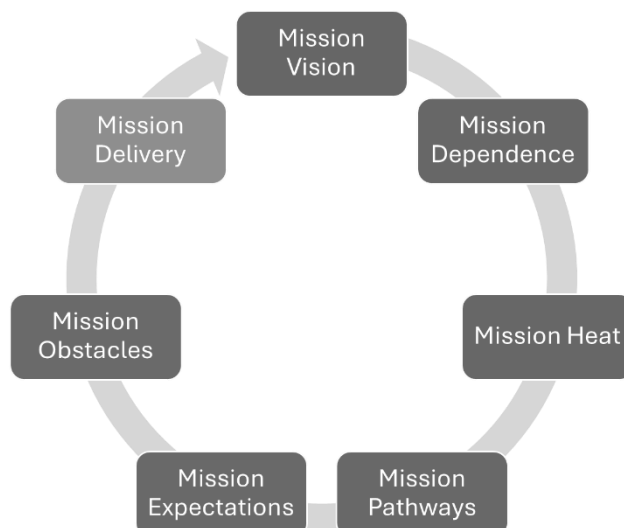 Mission
Vision
Mission
Dependence
Mission Heat
Mission
Pathways
Mission
Expectations
Mission
Obstacles
Mission
Delivery